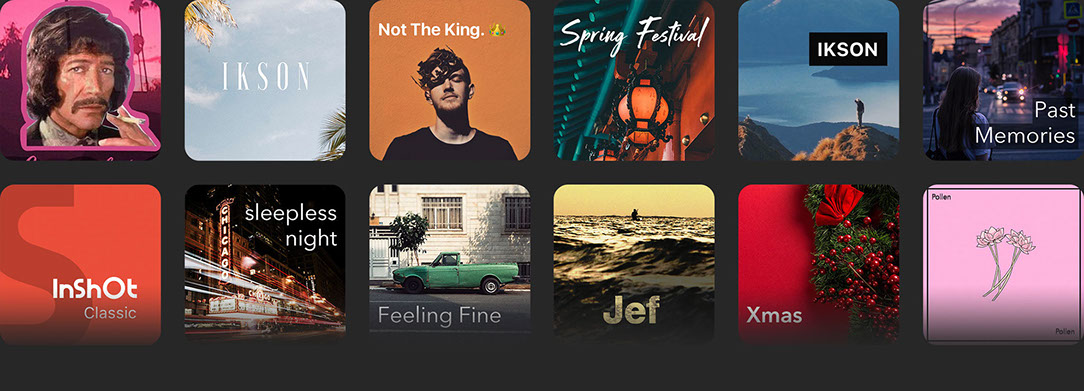 IKSON
Not The King.
Spring Festival
IKSON
Past
Memories
InShOt
Classic
sleepless
night
CHICAGO
Feeling Fine
Jef
Xmas
Pollen
Pollen